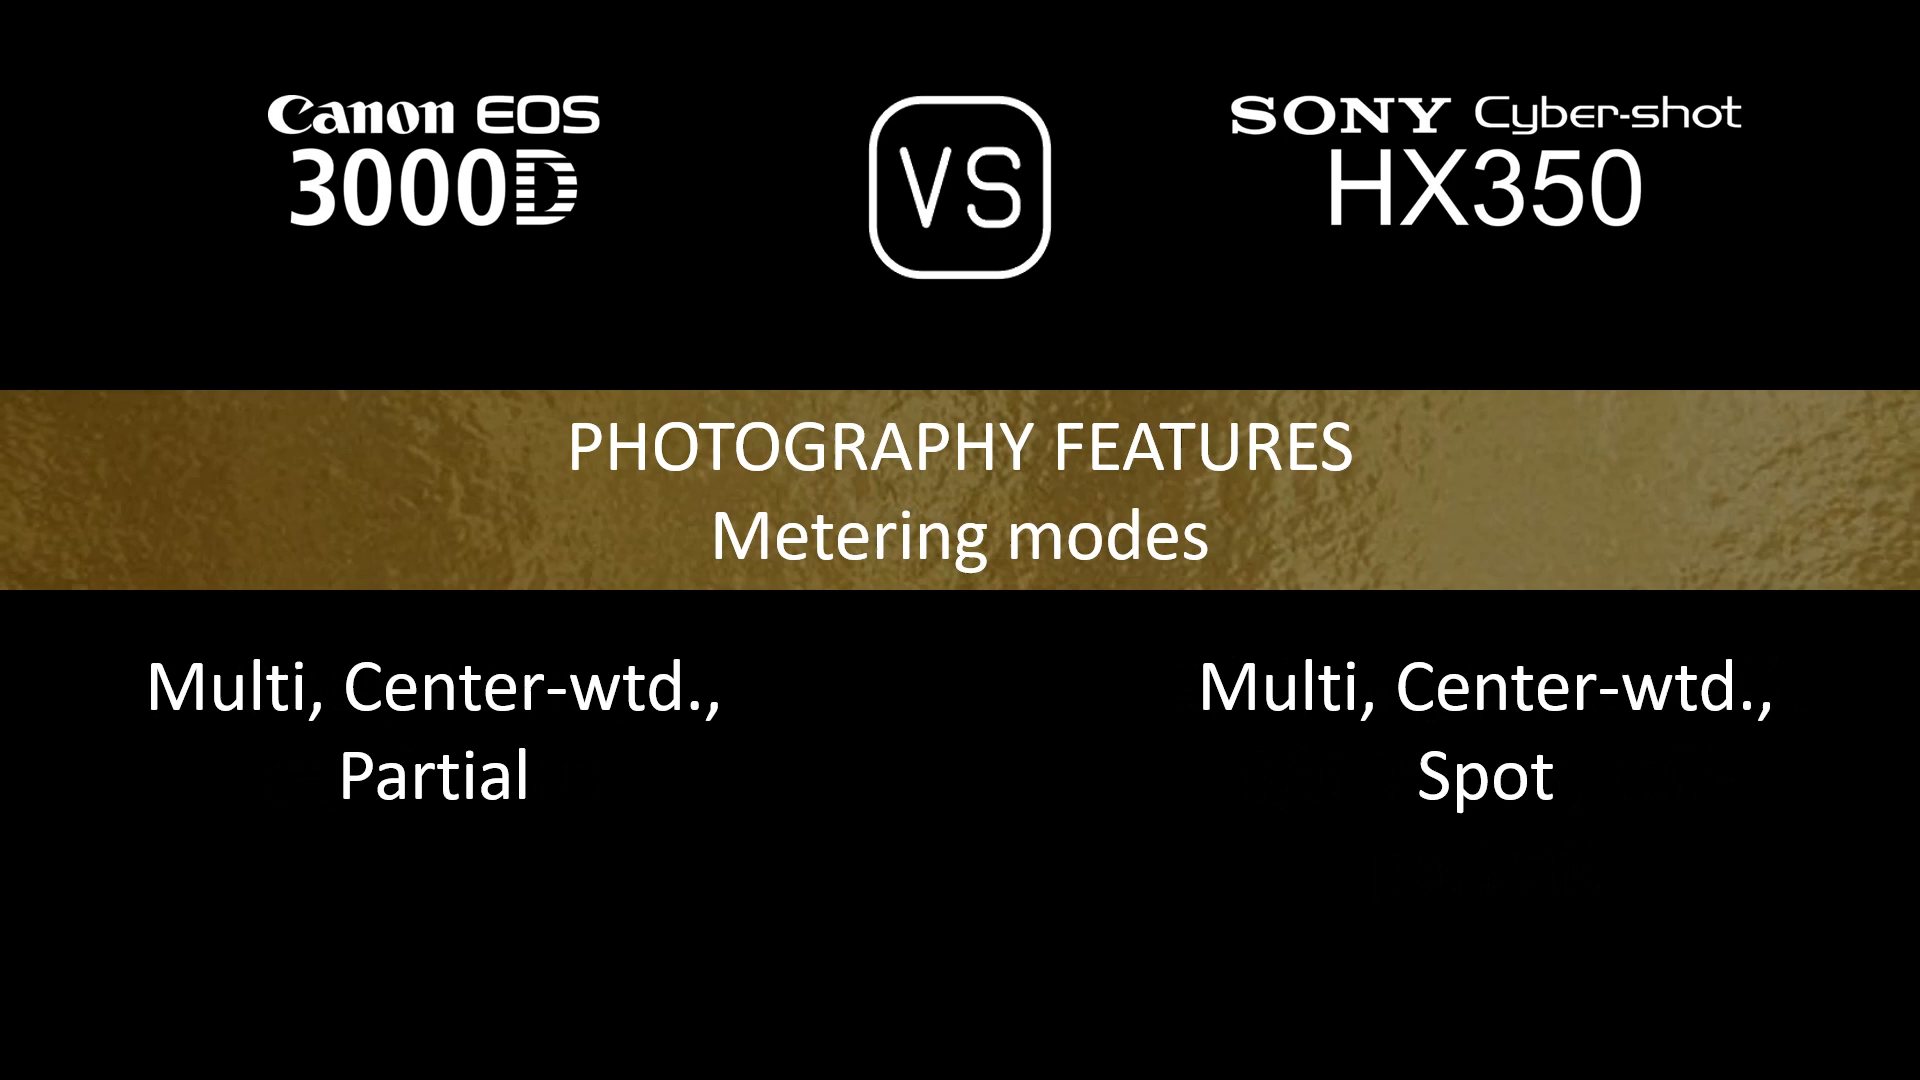 Canon EOS
3000D
VS
SONY Cyber-shot
HX350
PHOTOGRAPHY FEATURES
Metering modes
Multi, Center-wtd.,
Partial
Multi, Center-wtd.,
Spot